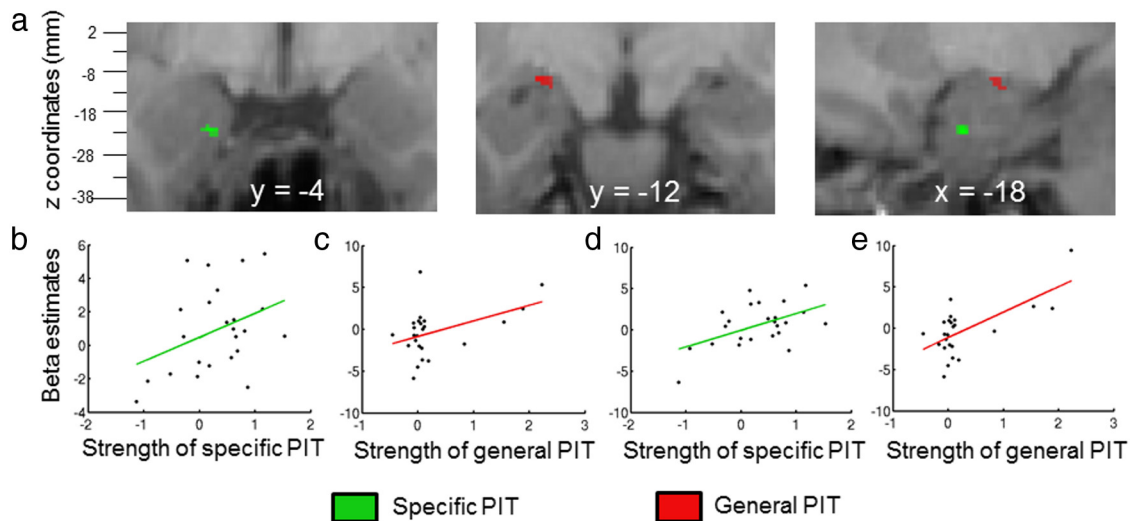 a
z coordinates (mm)
2
-8
-18
-28
-38
y = -4
y = -12
x = -18
b
c
d
e
Beta estimates
6
4
2
0
-2
-4
-2
-1
0
1
2
Strength of specific PIT
10
5
0
-5
-10
-1
0
1
2
3
Strength of general PIT
10
5
0
-5
-10
-2
-1
0
1
2
Strength of specific PIT
10
5
0
-5
-10
-1
0
1
2
3
Strength of general PIT
Specific PIT
General PIT